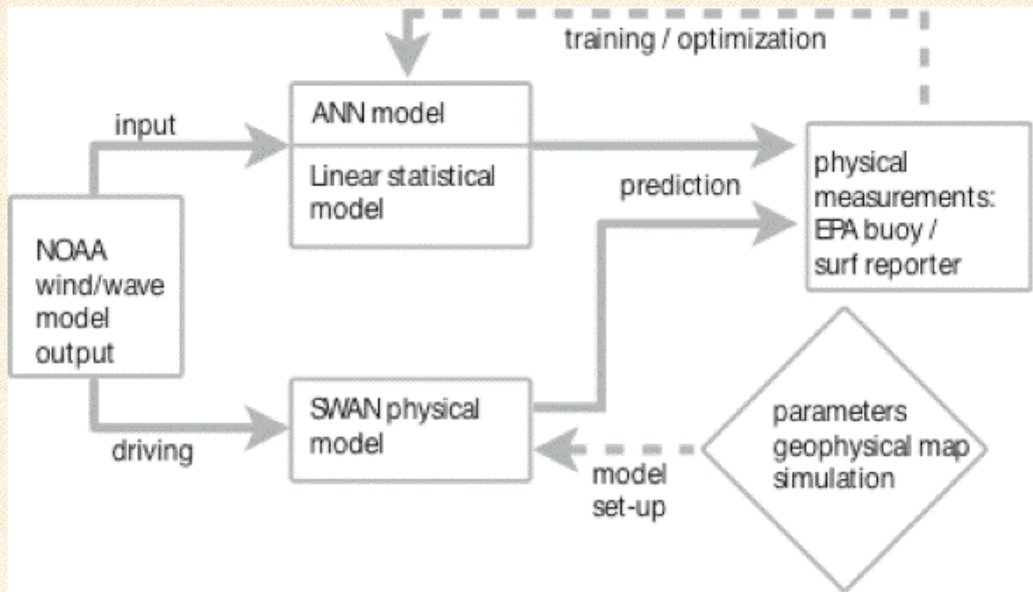 training / optimization
input
ANN model
Linear statistical
model
prediction
physical
measurements:
EPA buoy /
surf reporter
NOAA
wind/wave
model
output
driving
SWAN physical
model
model
set-up
parameters
geophysical map
simulation